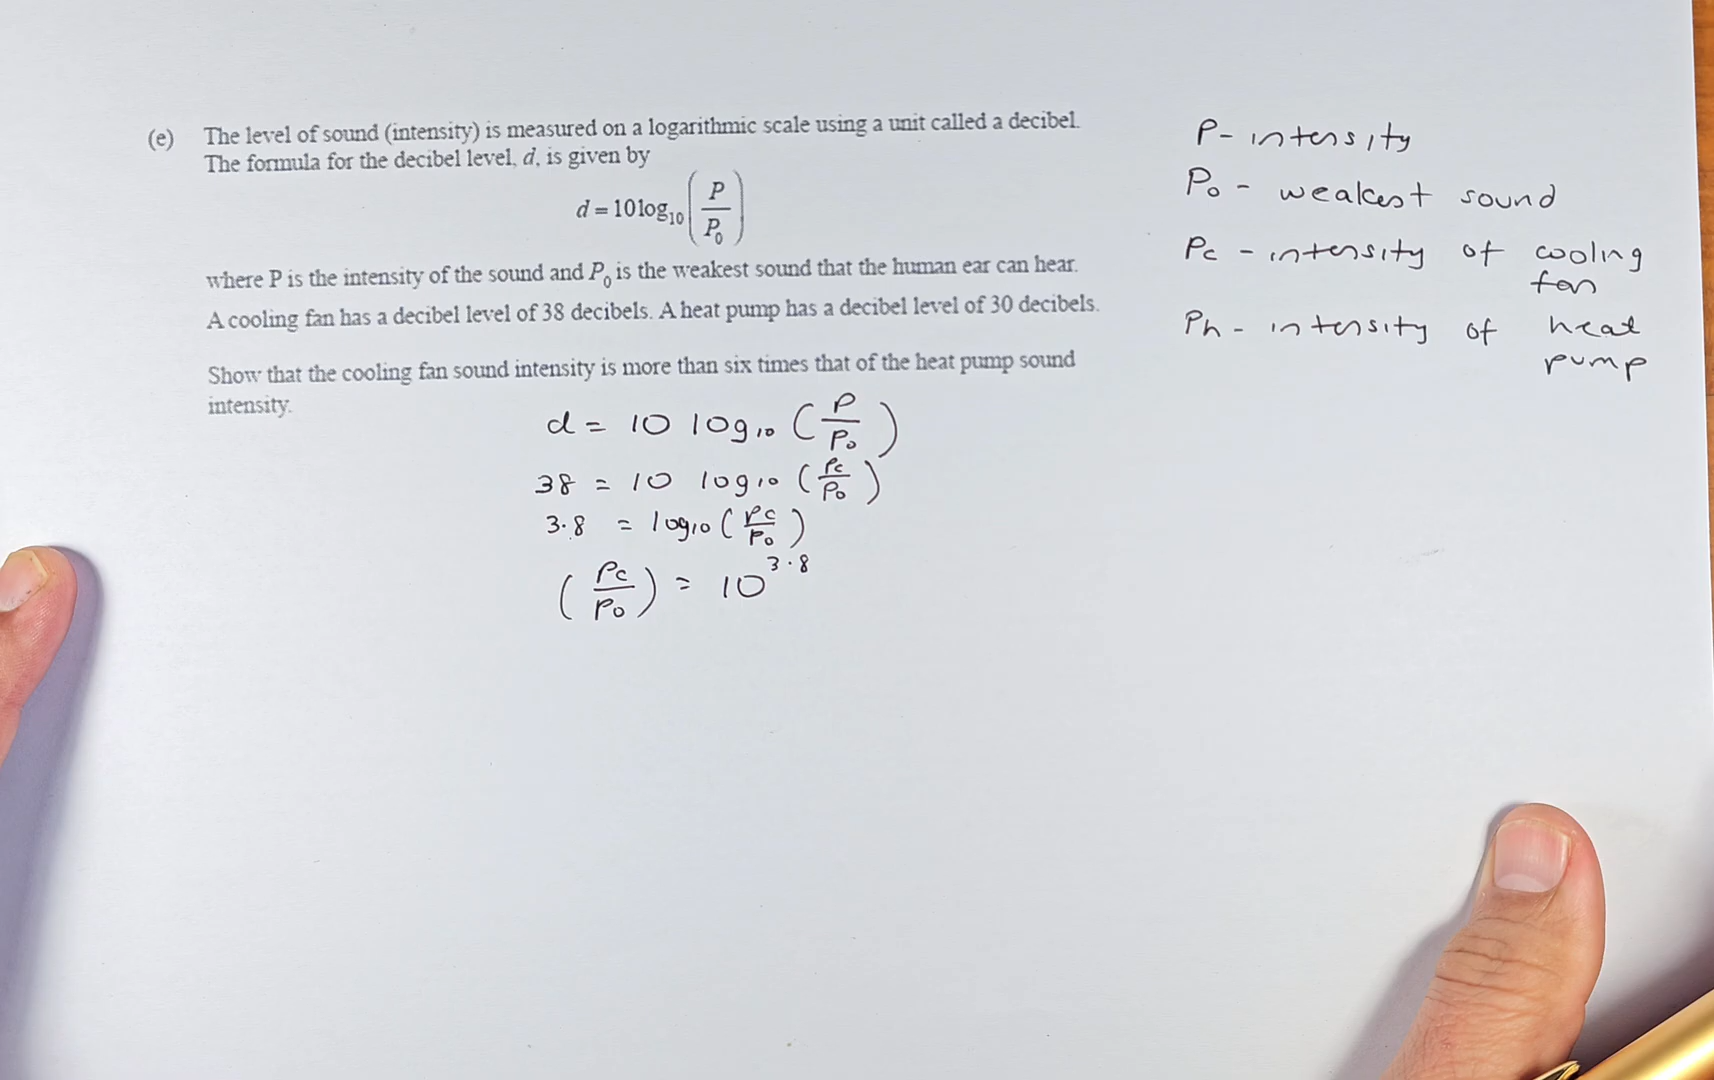 (e) The level of sound (intensity) is measured on a logarithmic scale using a unit called a decibel.
The formula for the decibel level, d, is given by
d = 10log₁₀(P/P₀)
where P is the intensity of the sound and P₀ is the weakest sound that the human ear can hear.
A cooling fan has a decibel level of 38 decibels. A heat pump has a decibel level of 30 decibels.
Show that the cooling fan sound intensity is more than six times that of the heat pump sound
intensity.
d = 10 log₁₀ (P/P₀)
38 = 10 log₁₀ (Pc/P₀)
3.8 = log₁₀ (Pc/P₀)
(Pc/P₀) = 10^3.8
P - intensity
P₀ - weakest sound
Pc - intensity of cooling
fan
Ph - intensity of heat
pump